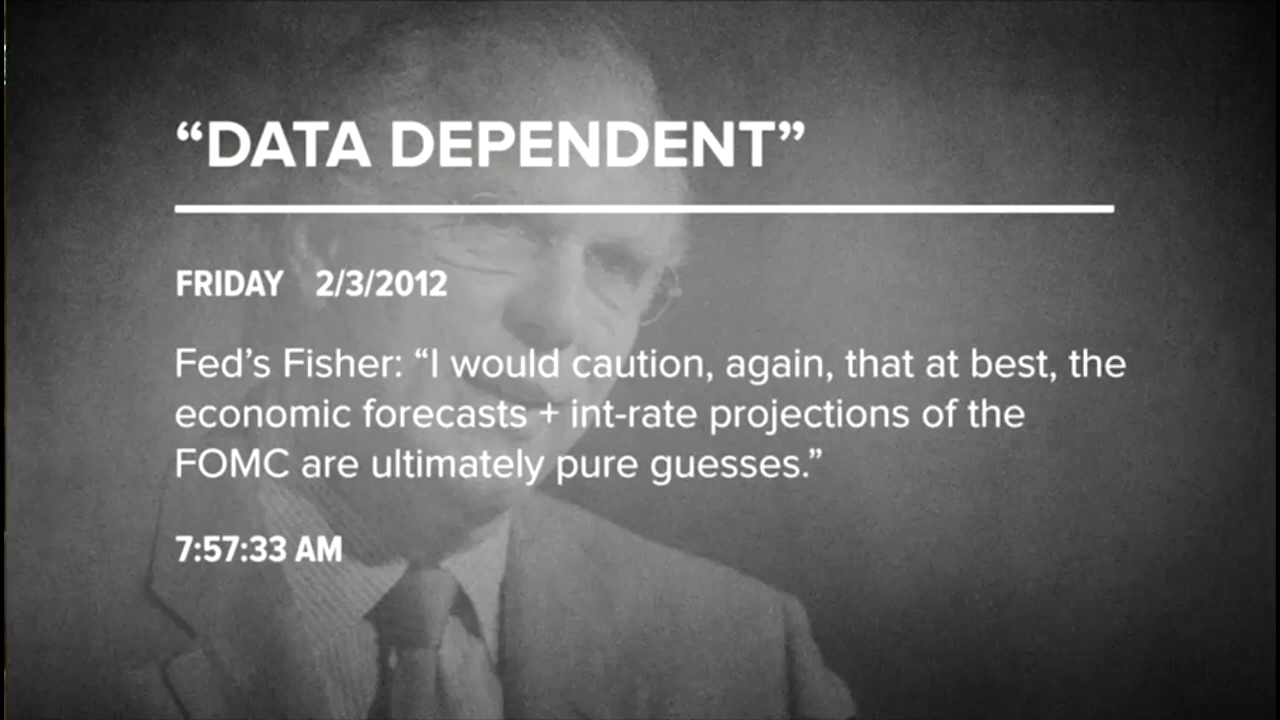 “DATA DEPENDENT”
FRIDAY 2/3/2012
Fed’s Fisher: “I would caution, again, that at best, the
economic forecasts + int-rate projections of the
FOMC are ultimately pure guesses.”
7:57:33 AM